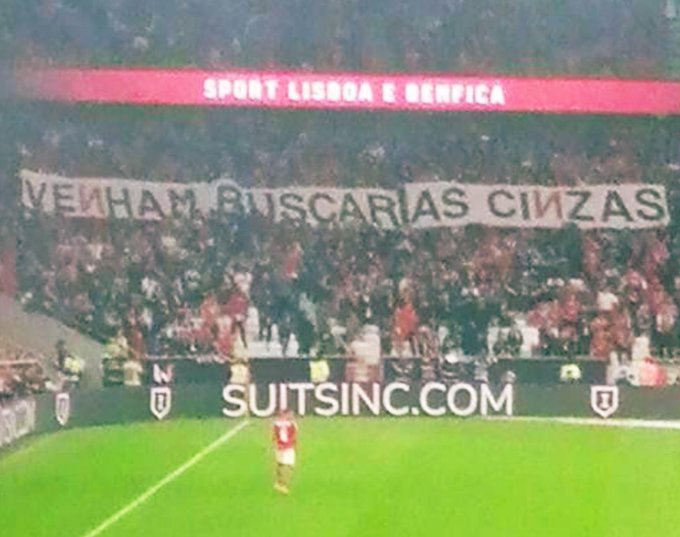 SPORT LISBOA E BENFICA
VENHAM BUSCAR AS CINZAS
SUITSINC.COM